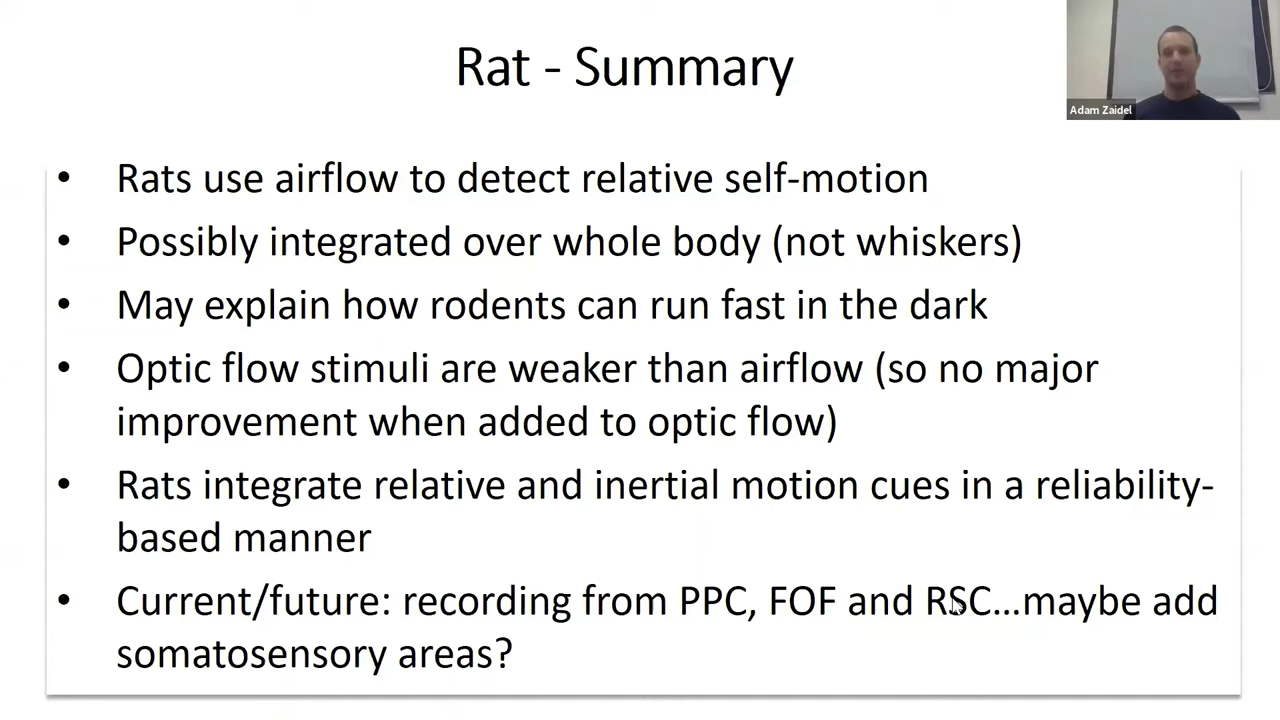 Rat - Summary
Adam Zaidel
• Rats use airflow to detect relative self-motion
• Possibly integrated over whole body (not whiskers)
• May explain how rodents can run fast in the dark
• Optic flow stimuli are weaker than airflow (so no major
improvement when added to optic flow)
• Rats integrate relative and inertial motion cues in a reliability-
based manner
• Current/future: recording from PPC, FOF and RSC...maybe add
somatosensory areas?